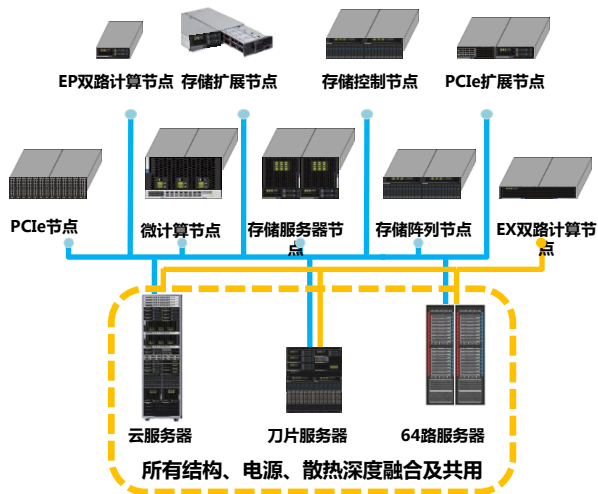 EP双路计算节点
存储扩展节点
存储控制节点
PCIe扩展节点
PCIe节点
微计算节点
存储服务器节
点
存储阵列节点
EX双路计算节
点
云服务器
刀片服务器
64路服务器
所有结构、电源、散热深度融合及共用